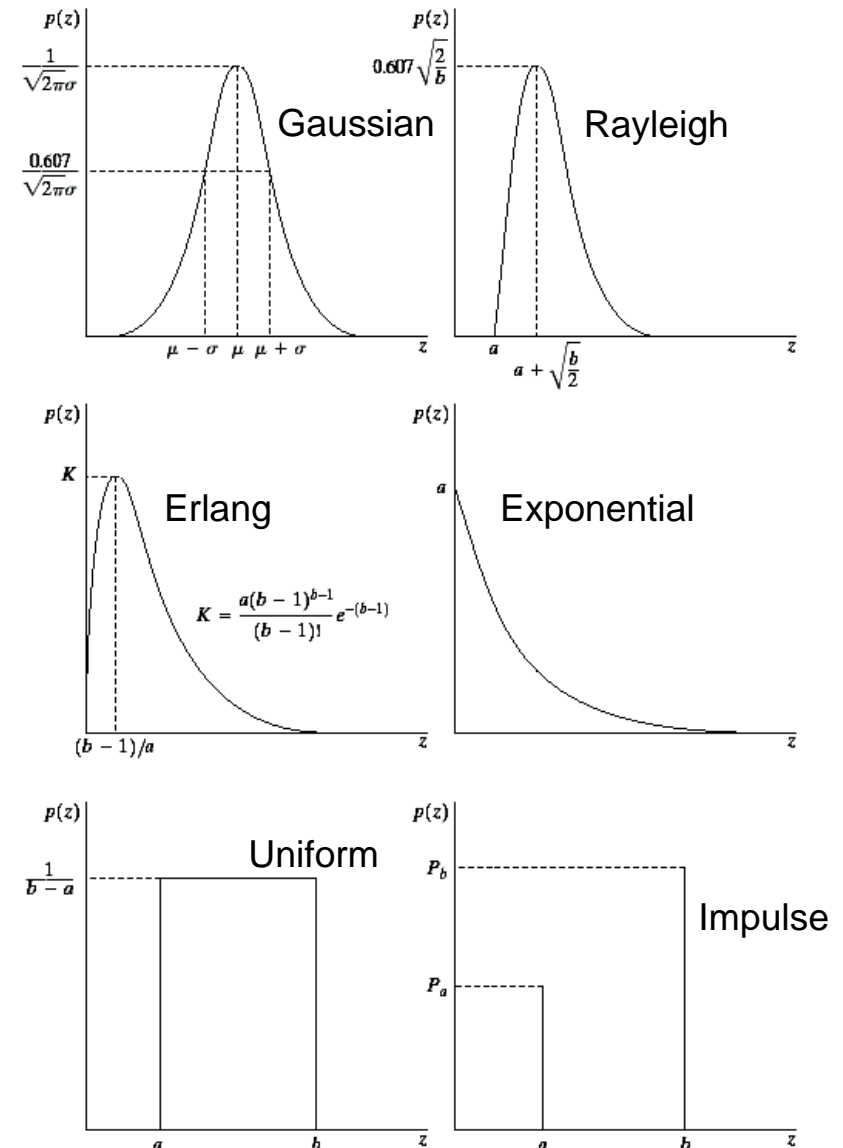 p(z)
1
√2πσ
Gaussian
0.607
√2πσ
μ − σ μ μ + σ z
p(z)
0.607 √2/b
Rayleigh
a z
a + √b/2
p(z)
K
Erlang
K = a(b − 1)^{b−1} / (b − 1)! e^{−(b−1)}
(b − 1)/a z
p(z)
a
Exponential
z
p(z)
Uniform
1
b − a
a b z
p(z)
P_b
Impulse
P_a
a b z